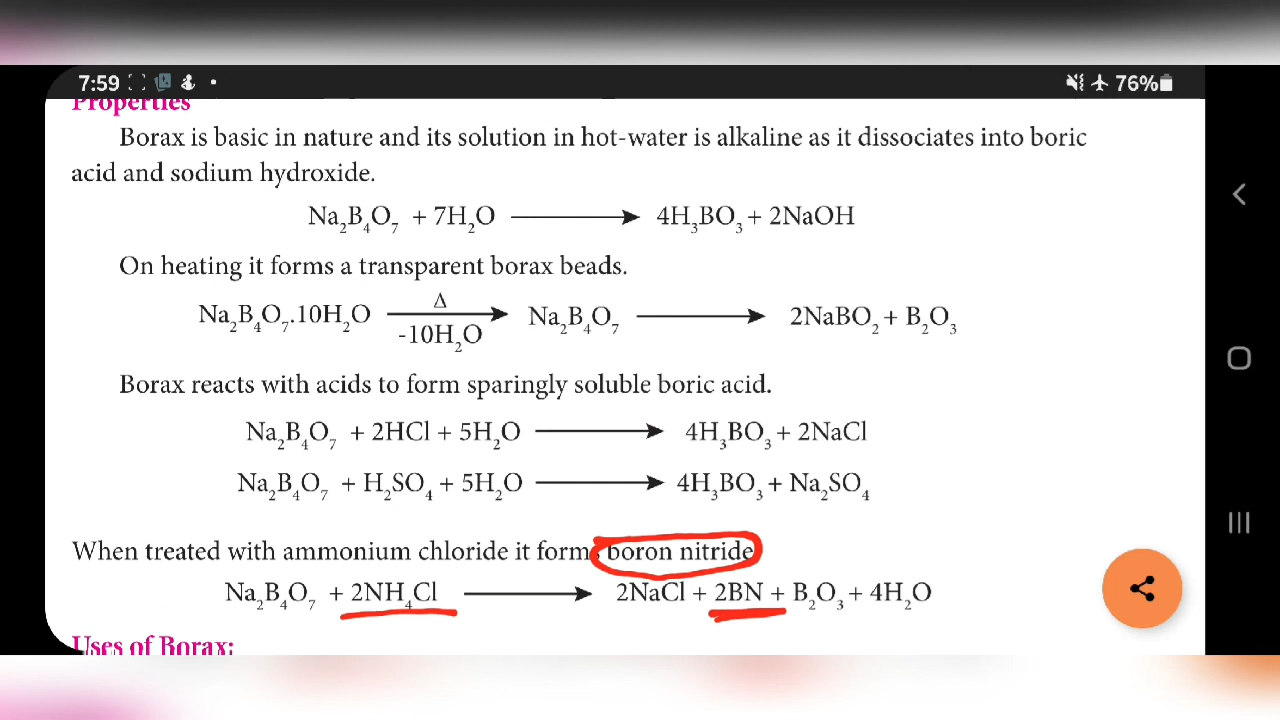 7:59 76%
Properties
Borax is basic in nature and its solution in hot-water is alkaline as it dissociates into boric
acid and sodium hydroxide.
Na₂B₄O₇ + 7H₂O ⟶ 4H₃BO₃ + 2NaOH
On heating it forms a transparent borax beads.
Na₂B₄O₇.10H₂O Δ -10H₂O ⟶ Na₂B₄O₇ ⟶ 2NaBO₂ + B₂O₃
Borax reacts with acids to form sparingly soluble boric acid.
Na₂B₄O₇ + 2HCl + 5H₂O ⟶ 4H₃BO₃ + 2NaCl
Na₂B₄O₇ + H₂SO₄ + 5H₂O ⟶ 4H₃BO₃ + Na₂SO₄
When treated with ammonium chloride it forms boron nitride
Na₂B₄O₇ + 2NH₄Cl ⟶ 2NaCl + 2BN + B₂O₃ + 4H₂O
Uses of Borax: